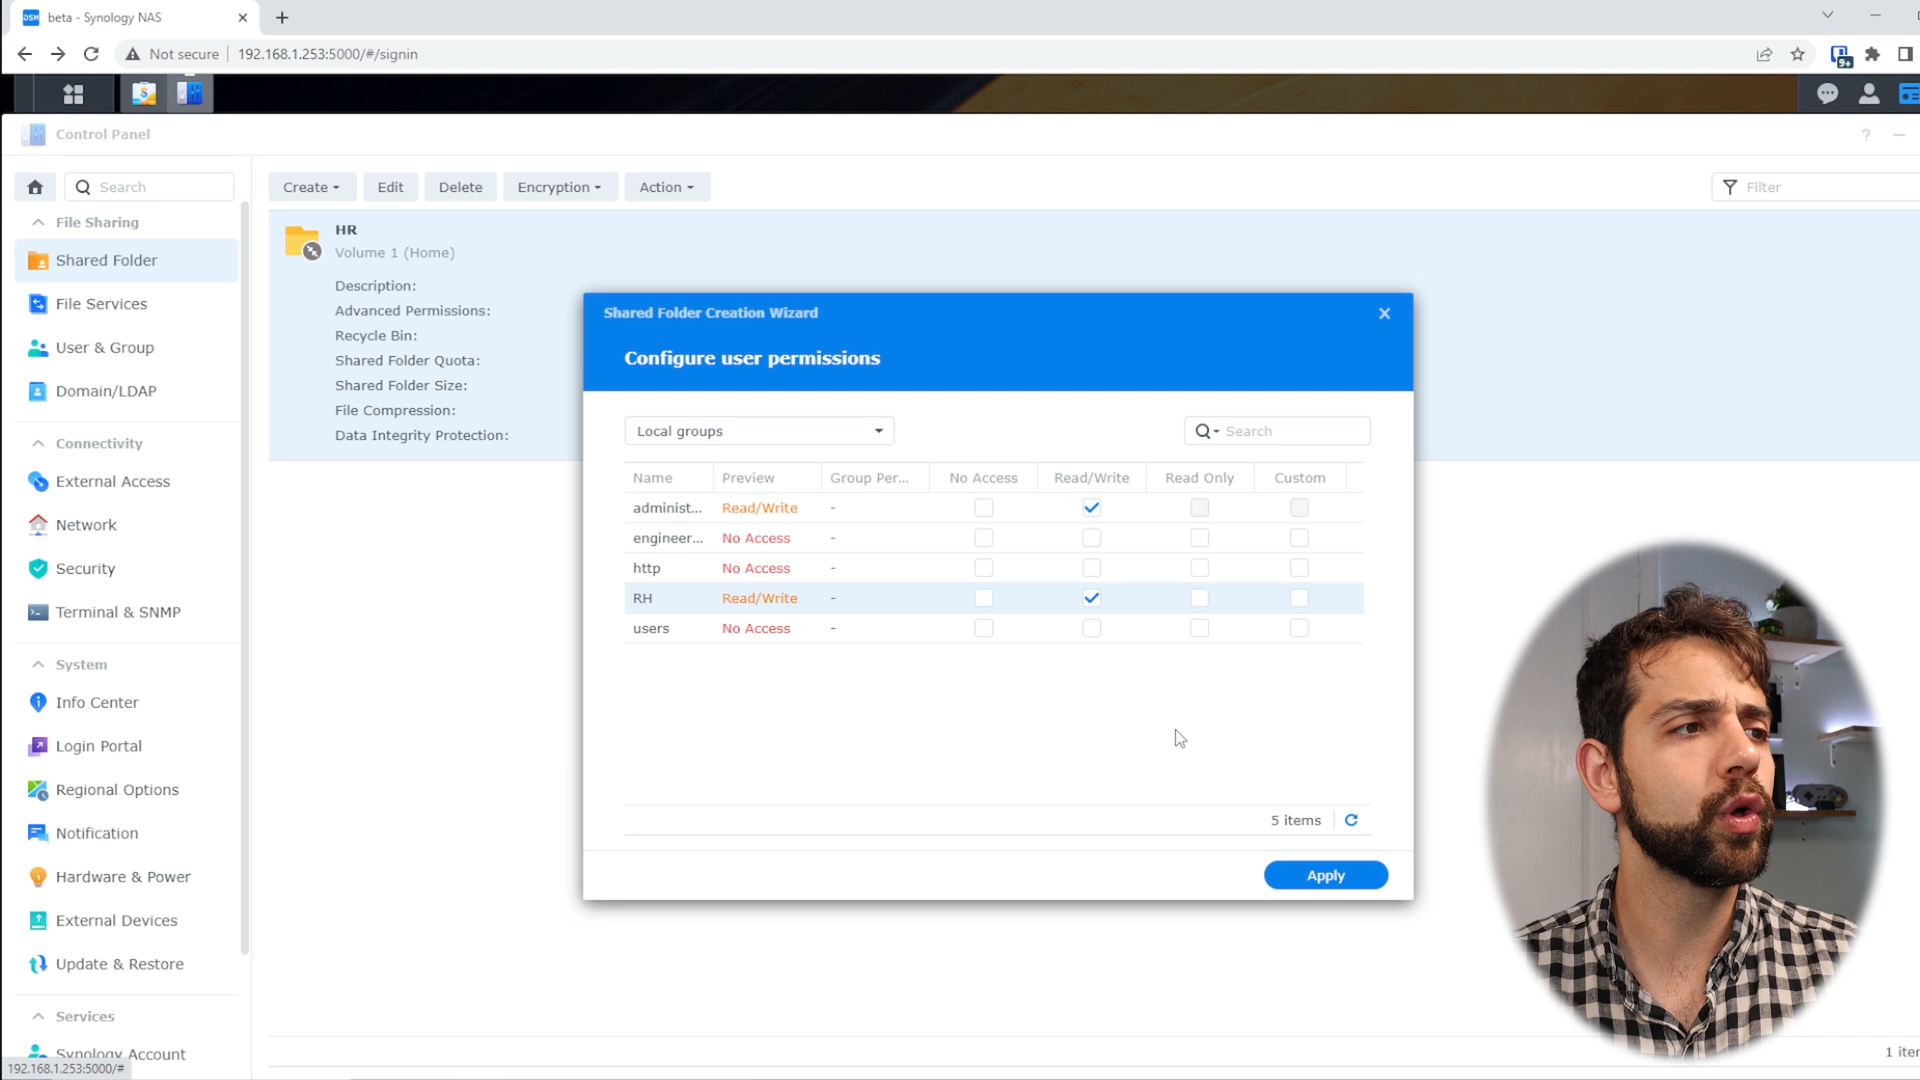 DSM
beta - Synology NAS
Not secure
192.168.1.253:5000/#/signin
9+
Control Panel
?
Search
Create
Edit
Delete
Encryption
Action
Filter
File Sharing
Shared Folder
File Services
User & Group
Domain/LDAP
Connectivity
External Access
Network
Security
Terminal & SNMP
System
Info Center
Login Portal
Regional Options
Notification
Hardware & Power
External Devices
Update & Restore
Services
Synology Account
192.168.1.253:5000/#
HR
Volume 1 (Home)
Description:
Advanced Permissions:
Recycle Bin:
Shared Folder Quota:
Shared Folder Size:
File Compression:
Data Integrity Protection:
Shared Folder Creation Wizard
Configure user permissions
Local groups
Search
Name Preview Group Per... No Access Read/Write Read Only Custom
administ... Read/Write -
engineer... No Access -
http No Access -
RH Read/Write -
users No Access -
5 items
Apply
1 iter